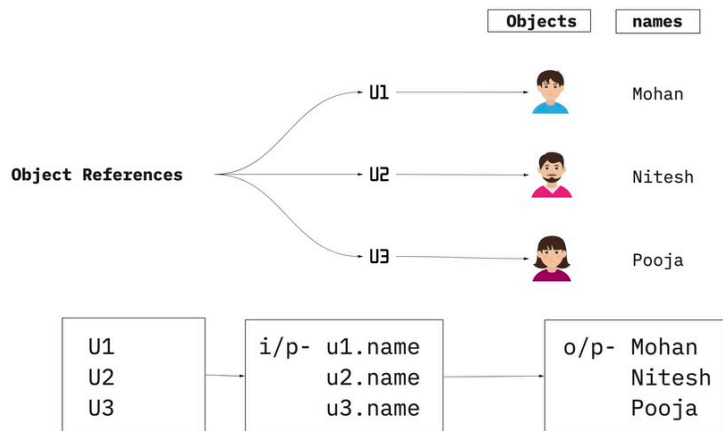 Objects names
U1 Mohan
Object References U2 Nitesh
U3 Pooja
U1 i/p- u1.name o/p- Mohan
U2 u2.name Nitesh
U3 u3.name Pooja